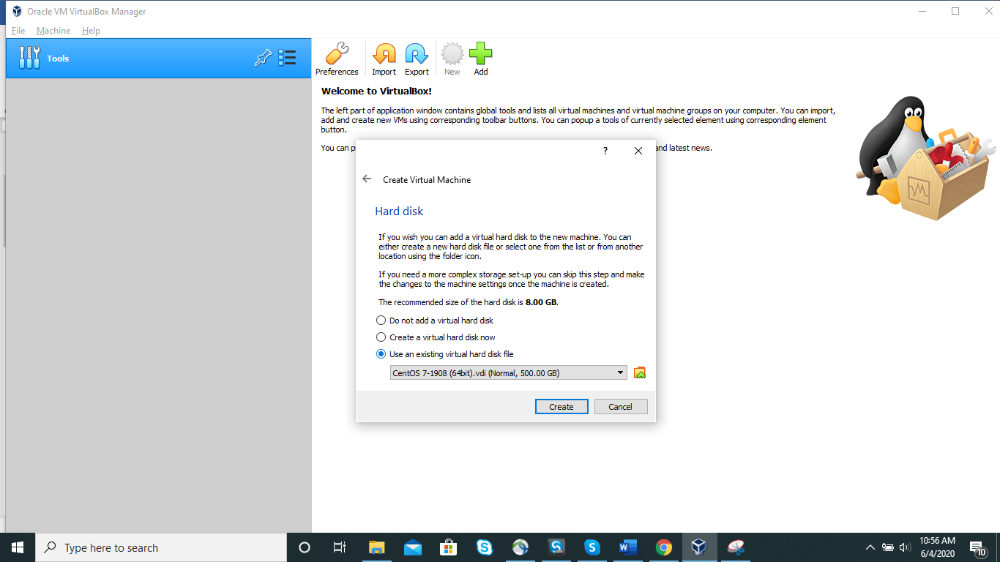 Oracle VM VirtualBox Manager
File Machine Help
Tools
Preferences Import Export New Add
Welcome to VirtualBox!
The left part of application window contains global tools and lists all virtual machines and virtual machine groups on your computer. You can import,
add and create new VMs using corresponding toolbar buttons. You can popup a tools of currently selected element using corresponding element
button.
You can p and latest news.
?
Create Virtual Machine
Hard disk
If you wish you can add a virtual hard disk to the new machine. You can
either create a new hard disk file or select one from the list or from another
location using the folder icon.
If you need a more complex storage set-up you can skip this step and make
the changes to the machine settings once the machine is created.
The recommended size of the hard disk is 8.00 GB.
Do not add a virtual hard disk
Create a virtual hard disk now
Use an existing virtual hard disk file
CentOS 7-1908 (64bit).vdi (Normal, 500.00 GB)
Create Cancel
Type here to search
10:56 AM
6/4/2020
10